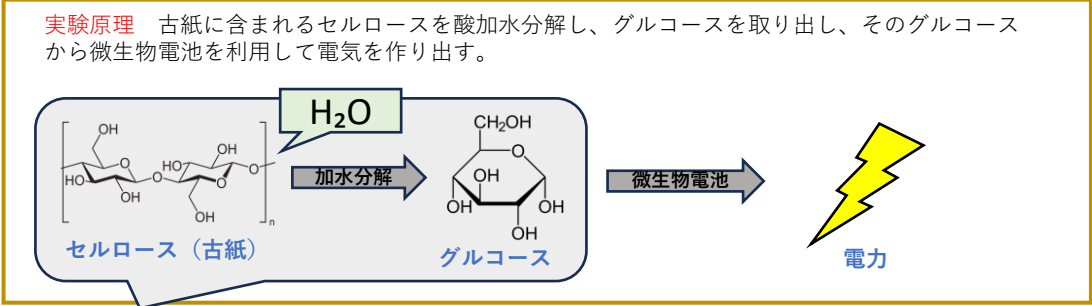 実験原理　古紙に含まれるセルロースを酸加水分解し、グルコースを取り出し、そのグルコース
から微生物電池を利用して電気を作り出す。
H₂O
OH
OH
HO
O
O
HO
OH
OH
O
O
OH
n
加水分解
CH₂OH
O
OH
OH
OH
OH
微生物電池
セルロース（古紙）
グルコース
電力